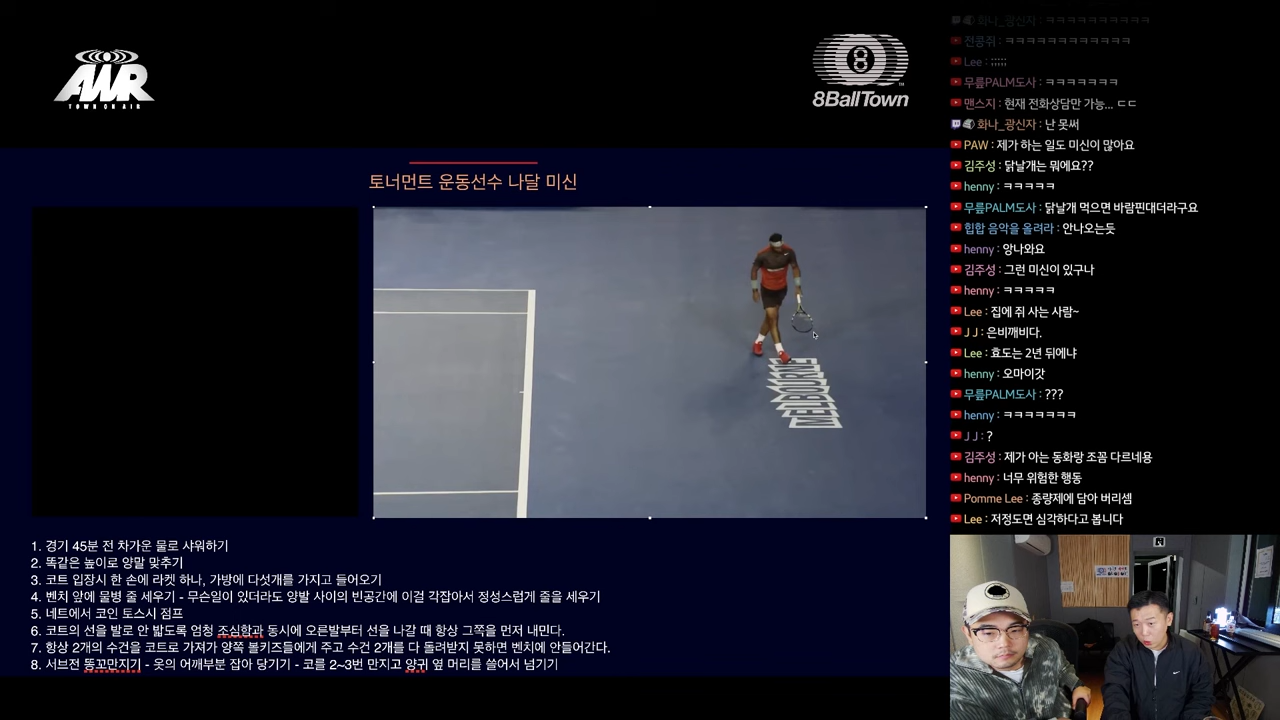 AWR
TOWN ON AIR
8BallTown
토너먼트 운동선수 나달 미신
MELBOURNE
1. 경기 45분 전 차가운 물로 샤워하기
2. 똑같은 높이로 양말 맞추기
3. 코트 입장시 한 손에 라켓 하나, 가방에 다섯개를 가지고 들어오기
4. 벤치 앞에 물병 줄 세우기 - 무슨일이 있더라도 양발 사이의 빈공간에 이걸 각잡아서 정성스럽게 줄을 세우기
5. 네트에서 코인 토스시 점프
6. 코트의 선을 발로 안 밟도록 엄청 조심함과 동시에 오른발부터 선을 나갈 때 항상 그쪽을 먼저 내민다.
7. 항상 2개의 수건을 코트로 가져가 양쪽 볼키즈들에게 주고 수건 2개를 다 돌려받지 못하면 벤치에 안들어간다.
8. 서브전 똥꼬만지기 - 옷의 어깨부분 잡아 당기기 - 코를 2~3번 만지고 양귀 옆 머리를 쓸어서 넘기기
화나_광신자 : ㅋㅋㅋㅋㅋㅋㅋㅋㅋㅋㅋ
전풍쥐 : ㅋㅋㅋㅋㅋㅋㅋㅋㅋㅋㅋㅋㅋ
Lee : ;;;;;
무릎PALM도사 : ㅋㅋㅋㅋㅋㅋㅋ
맨스지 : 현재 전화상담만 가능... ㄷㄷ
화나_광신자 : 난 못써
PAW : 제가 하는 일도 미신이 많아요
김주성 : 닭날개는 뭐에요??
henny : ㅋㅋㅋㅋㅋ
무릎PALM도사 : 닭날개 먹으면 바람핀대더라구요
힙합 음악을 올려라 : 안나오는듯
henny : 앙나와요
김주성 : 그런 미신이 있구나
henny : ㅋㅋㅋㅋㅋ
Lee : 집에 쥐 사는 사람~
J J : 은비깨비다.
Lee : 효도는 2년 뒤에냐
henny : 오마이갓
무릎PALM도사 : ???
henny : ㅋㅋㅋㅋㅋㅋㅋ
J J : ?
김주성 : 제가 아는 동화랑 조꼼 다르네용
henny : 너무 위험한 행동
Pomme Lee : 종량제에 담아 버리셈
Lee : 저정도면 심각하다고 봅니다